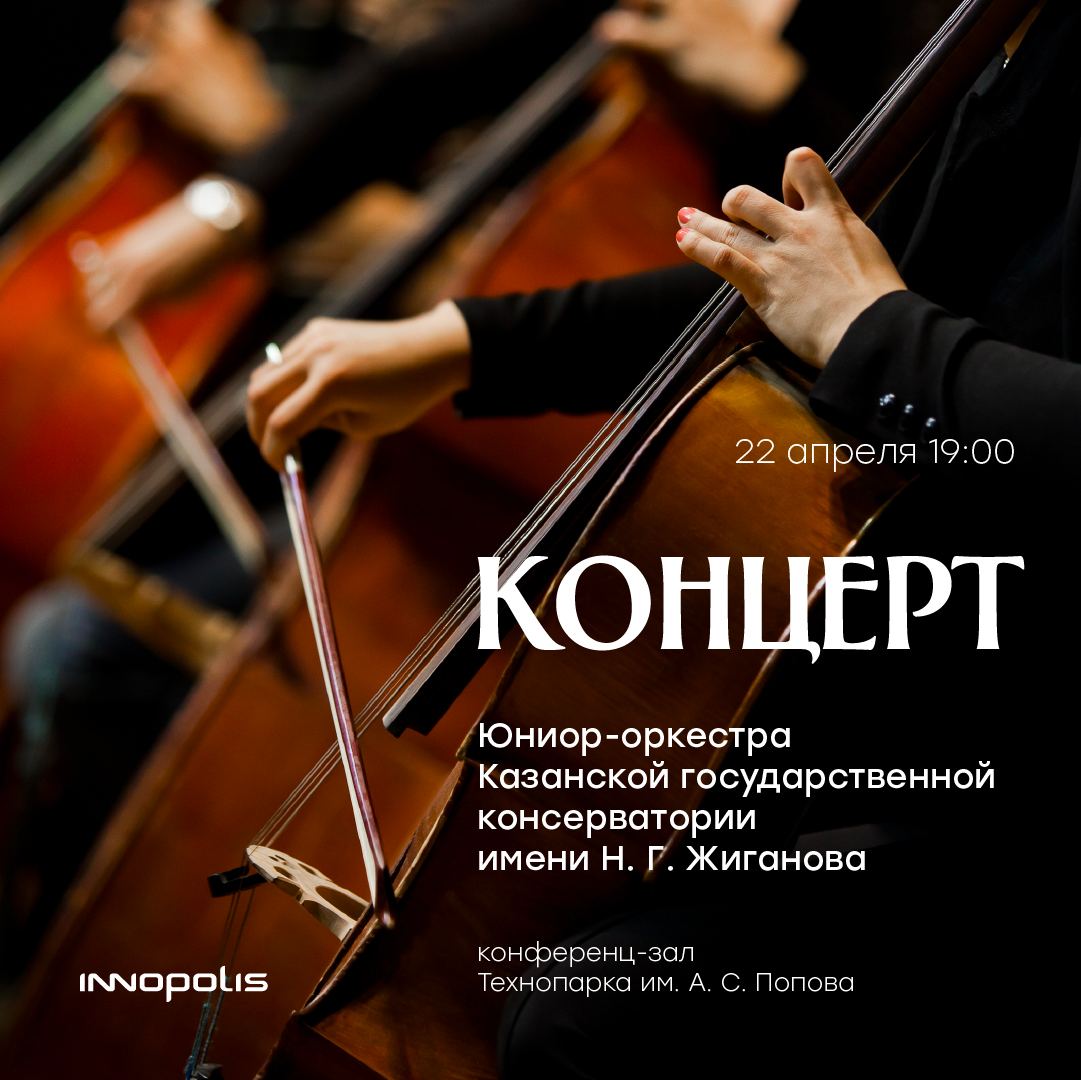 22 апреля 19:00
КОНЦЕРТ
Юниор-оркестра
Казанской государственной
консерватории
имени Н. Г. Жиганова
конференц-зал
Технопарка им. А. С. Попова
INNOPOLIS